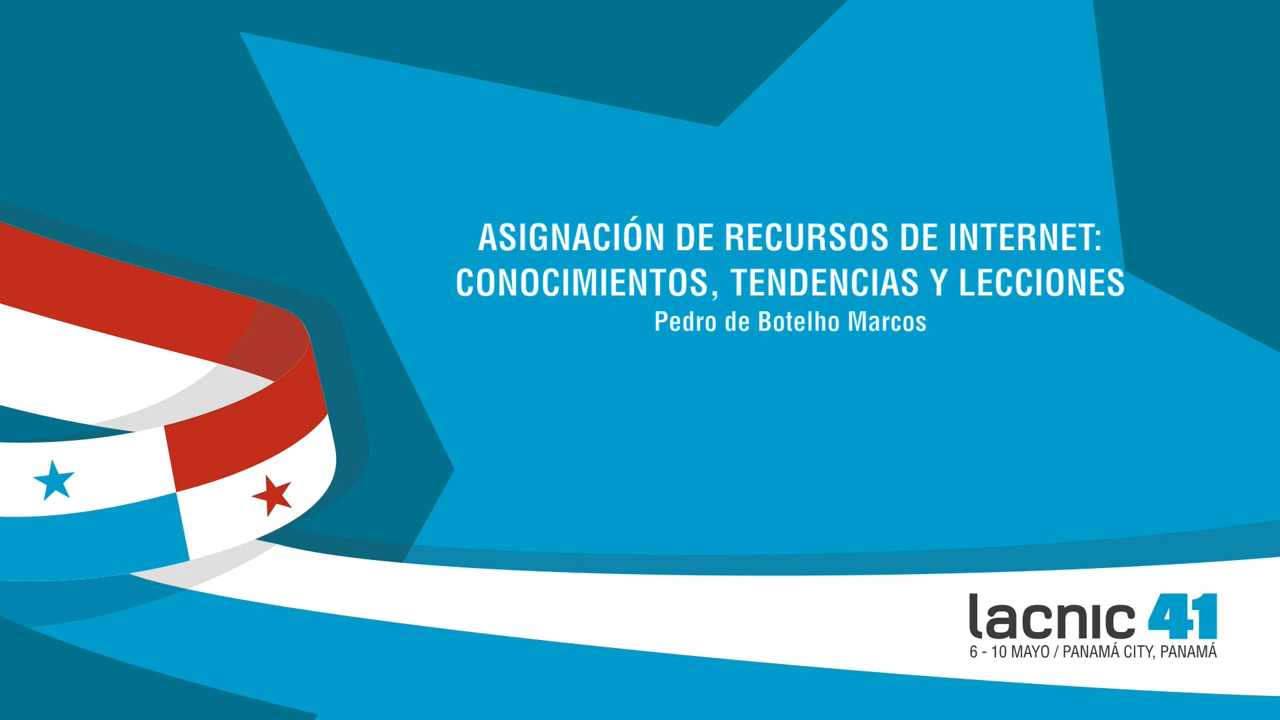 ASIGNACIÓN DE RECURSOS DE INTERNET:
CONOCIMIENTOS, TENDENCIAS Y LECCIONES
Pedro de Botelho Marcos
lacnic 41
6 - 10 MAYO / PANAMÁ CITY, PANAMÁ